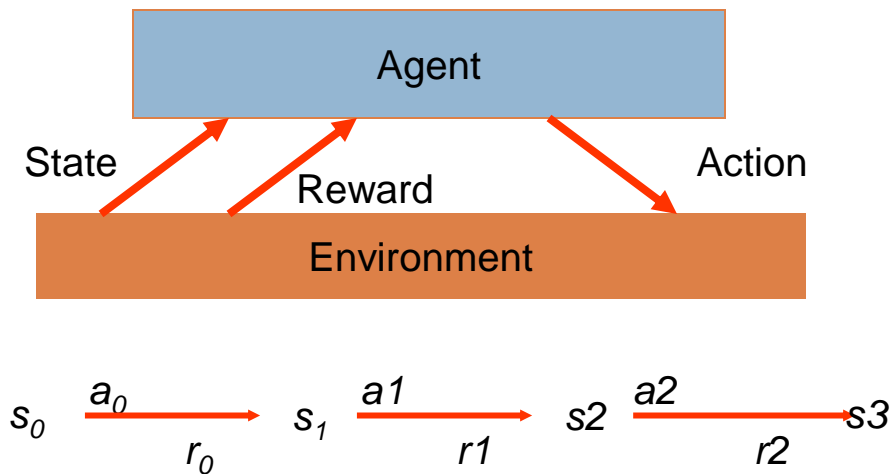 Agent
State
Action
Reward
Environment
a₀ a1 a2
s₀ s₁ s2 s3
r₀ r1 r2